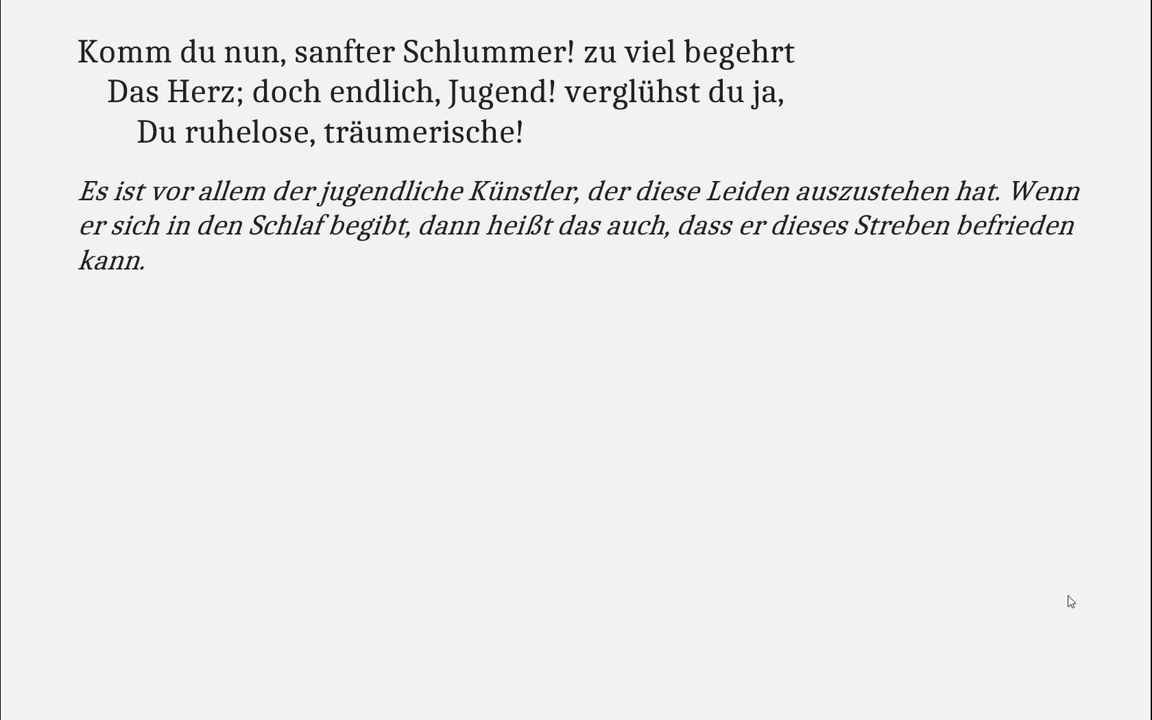 Komm du nun, sanfter Schlummer! zu viel begehrt
Das Herz; doch endlich, Jugend! verglühst du ja,
Du ruhelose, träumerische!
Es ist vor allem der jugendliche Künstler, der diese Leiden auszustehen hat. Wenn
er sich in den Schlaf begibt, dann heißt das auch, dass er dieses Streben befrieden
kann.